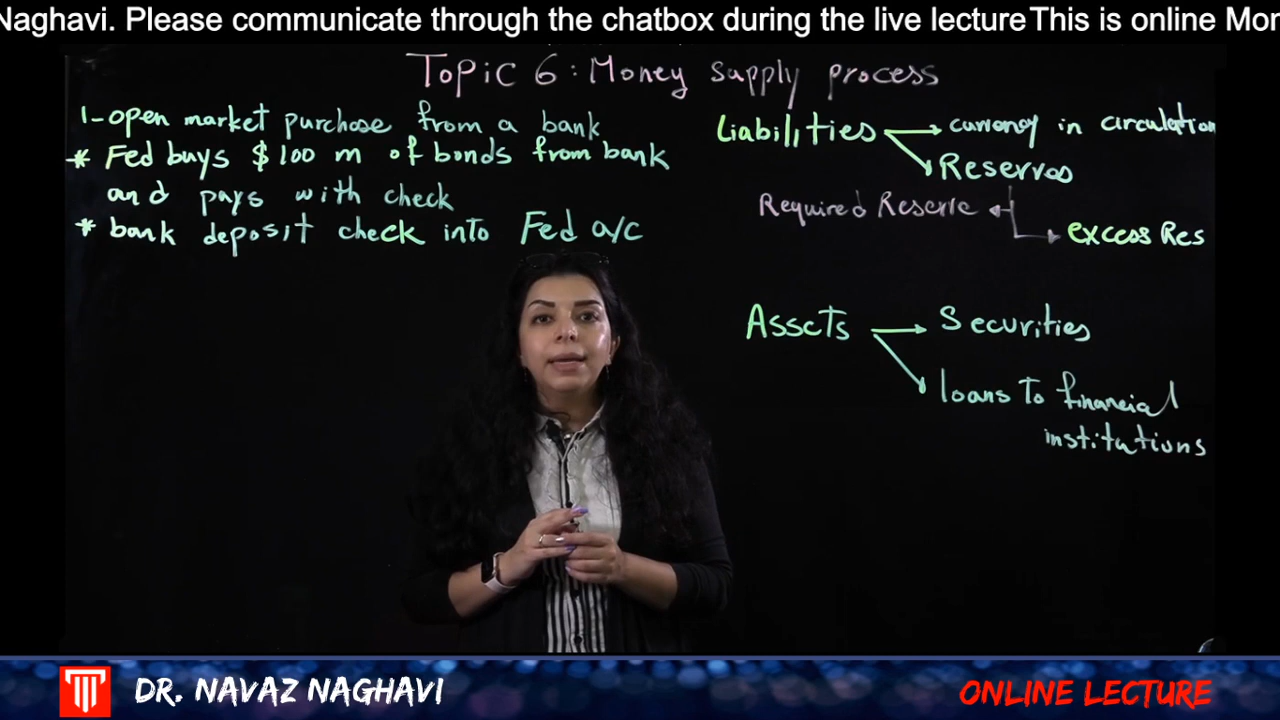 Naghavi. Please communicate through the chatbox during the live lecture This is online Mor
Topic 6: Money supply process
1-open market purchase from a bank
* Fed buys $100 m of bonds from bank
and pays with check
* bank deposit check into Fed a/c
Liabilities → currency in circulation
Reserves
Required Reserve
excess Res
Assets → Securities
loans to financial
institutions
DR. NAVAZ NAGHAVI
ONLINE LECTURE